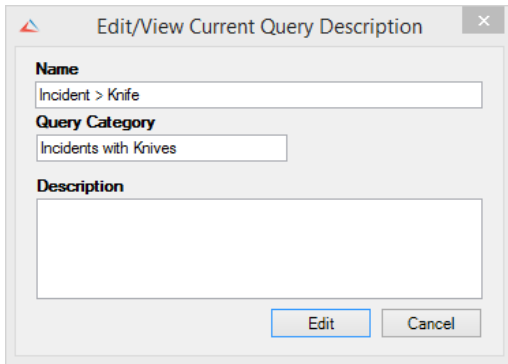 Edit/View Current Query Description
Name
Incident > Knife
Query Category
Incidents with Knives
Description
Edit Cancel